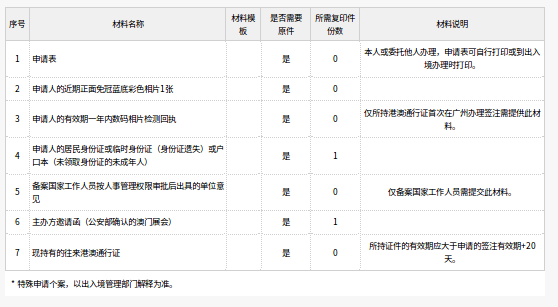 序号 材料名称 材料模 是否需要 所需复印件 材料说明
板 原件 份数
1 申请表 是 0 本人或委托他人办理，申请表可自行打印或到出入
境办理时打印。
2 申请人的近期正面免冠蓝底彩色相片1张 是 0
3 申请人的有效期一年内数码相片检测回执 是 0 仅所持港澳通行证首次在广州办理签注需提供此材
料。
4 申请人的居民身份证或临时身份证（身份证遗失）或户
口本（未领取身份证的未成年人） 是 1
5 备案国家工作人员按人事管理权限审批后出具的单位意
见 是 0 仅备案国家工作人员需提交此材料。
6 主办方邀请函（公安部确认的澳门展会） 是 1
7 现持有的往来港澳通行证 是 0 所持证件的有效期应大于申请的签注有效期+20
天。
* 特殊申请个案，以出入境管理部门解释为准。